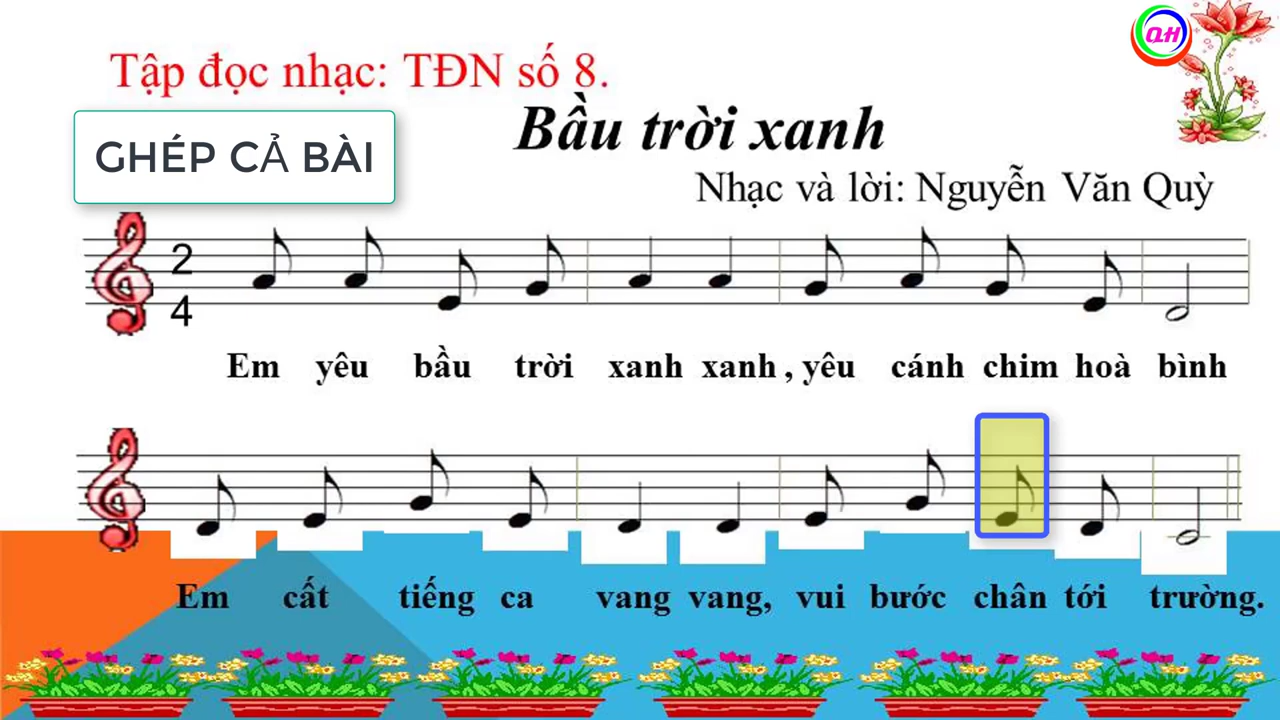 QH
Tập đọc nhạc: TĐN số 8.
Bầu trời xanh
GHÉP CẢ BÀI
Nhạc và lời: Nguyễn Văn Quỳ
2
4
Em yêu bầu trời xanh xanh , yêu cánh chim hoà bình
Em cất tiếng ca vang vang, vui bước chân tới trường.